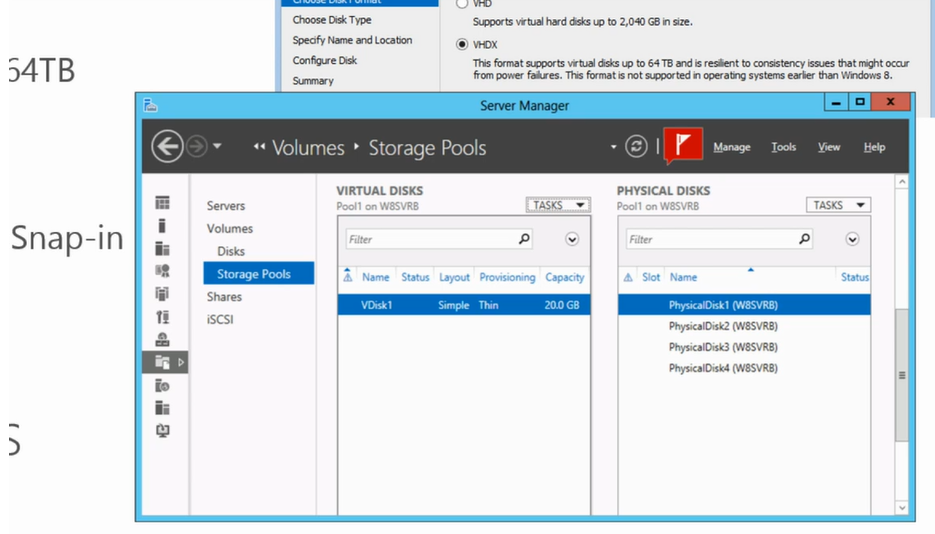 Choose Disk Format
VHD
Choose Disk Type
Supports virtual hard disks up to 2,040 GB in size.
Specify Name and Location
VHDX
Configure Disk
This format supports virtual disks up to 64 TB and is resilient to consistency issues that might occur
from power failures. This format is not supported in operating systems earlier than Windows 8.
Summary
64TB
Server Manager
Volumes
Storage Pools
Manage
Tools
View
Help
Servers
Volumes
Disks
Storage Pools
Shares
iSCSI
VIRTUAL DISKS
Pool1 on W8SVRB
TASKS
Filter
Name Status Layout Provisioning Capacity
VDisk1 Simple Thin 20.0 GB
PHYSICAL DISKS
Pool1 on W8SVRB
TASKS
Filter
Slot Name Status
PhysicalDisk1 (W8SVRB)
PhysicalDisk2 (W8SVRB)
PhysicalDisk3 (W8SVRB)
PhysicalDisk4 (W8SVRB)
Snap-in
S